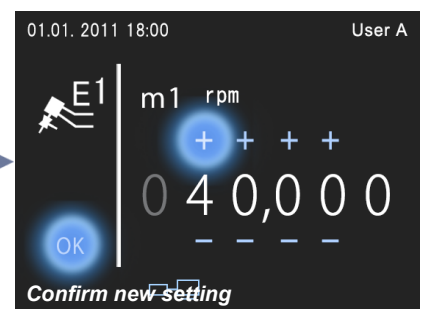 01.01. 2011 18:00 User A
E1
m1 rpm
+ + + +
0 4 0,0 0 0
− − − −
OK
Confirm new setting